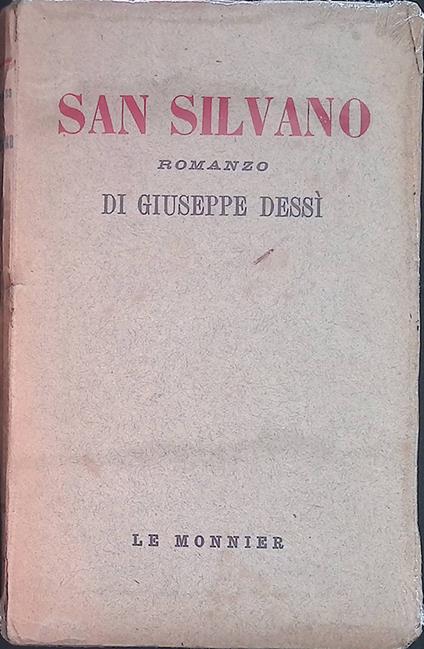 SAN SILVANO
ROMANZO
DI GIUSEPPE DESSÌ
LE MONNIER